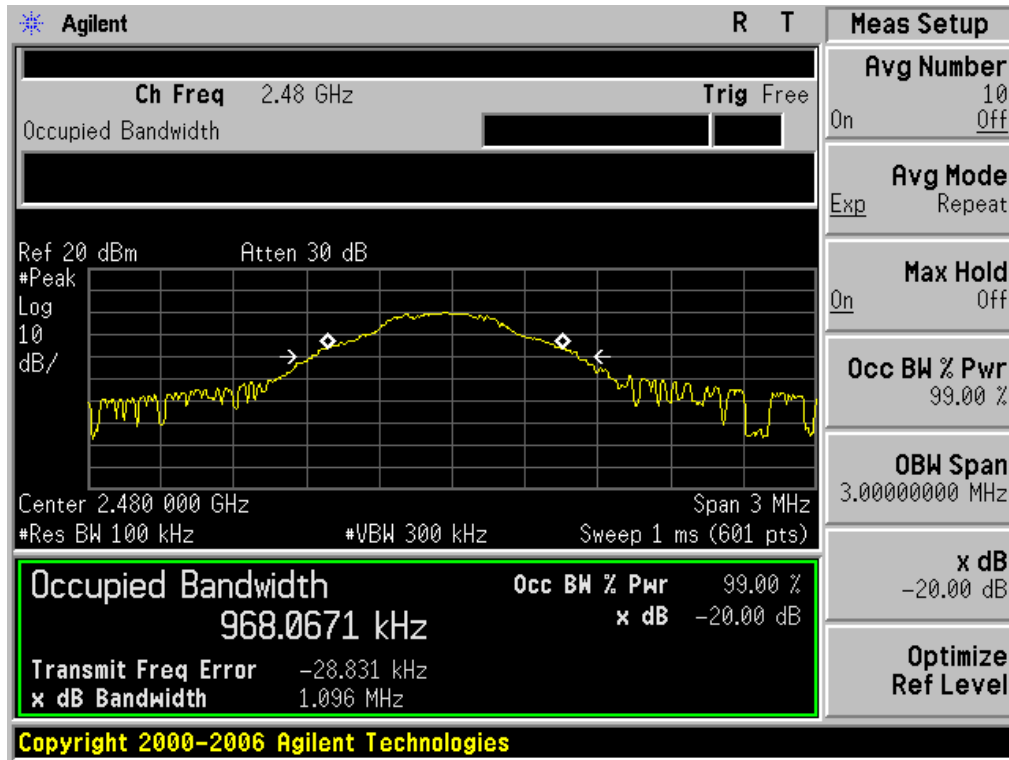 Agilent R T
Ch Freq 2.48 GHz Trig Free
Occupied Bandwidth
Ref 20 dBm Atten 30 dB
#Peak
Log
10
dB/
Center 2.480 000 GHz Span 3 MHz
#Res BW 100 kHz #VBW 300 kHz Sweep 1 ms (601 pts)
Occupied Bandwidth Occ BW % Pwr 99.00 %
968.0671 kHz x dB -20.00 dB
Transmit Freq Error -28.831 kHz
x dB Bandwidth 1.096 MHz
Copyright 2000-2006 Agilent Technologies
Meas Setup
Avg Number
10
On Off
Avg Mode
Exp Repeat
Max Hold
On Off
Occ BW % Pwr
99.00 %
OBW Span
3.00000000 MHz
x dB
-20.00 dB
Optimize
Ref Level